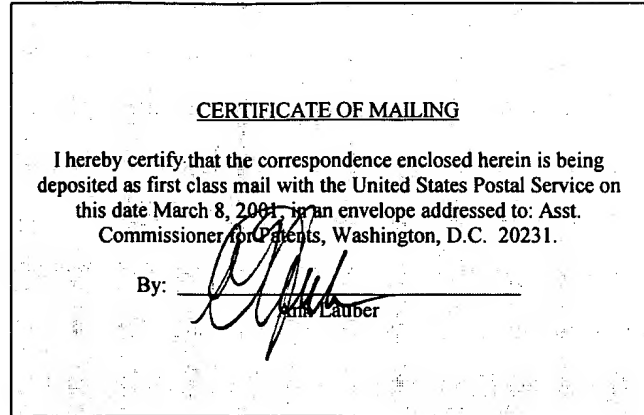 CERTIFICATE OF MAILING
I hereby certify that the correspondence enclosed herein is being
deposited as first class mail with the United States Postal Service on
this date March 8, 2001, in an envelope addressed to: Asst.
Commissioner for Patents, Washington, D.C. 20231.
By:
Ann Lauber